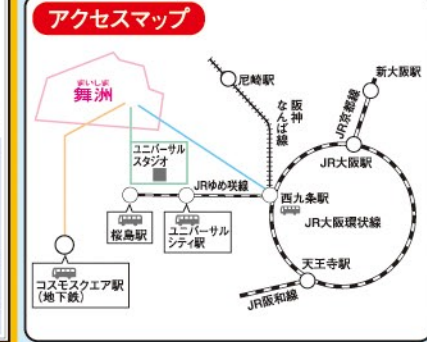 アクセスマップ
まいしま
舞洲
尼崎駅
阪神
なんば線
新大阪駅
JR京都線
JR大阪駅
ユニバーサル
スタジオ
JRゆめ咲線
西九条駅
JR大阪環状線
桜島駅
ユニバーサル
シティ駅
天王寺駅
JR阪和線
コスモスクエア駅
(地下鉄)